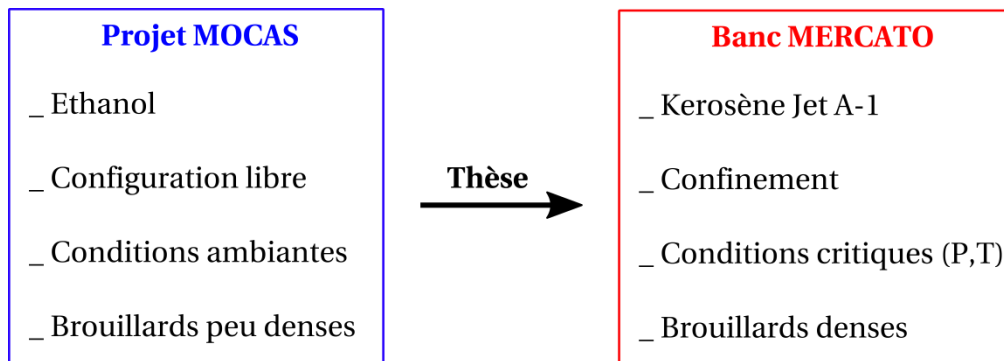 Projet MOCAS
_ Ethanol
_ Configuration libre
_ Conditions ambiantes
_ Brouillards peu denses
Thèse
Banc MERCATO
_ Kerosène Jet A-1
_ Confinement
_ Conditions critiques (P,T)
_ Brouillards denses